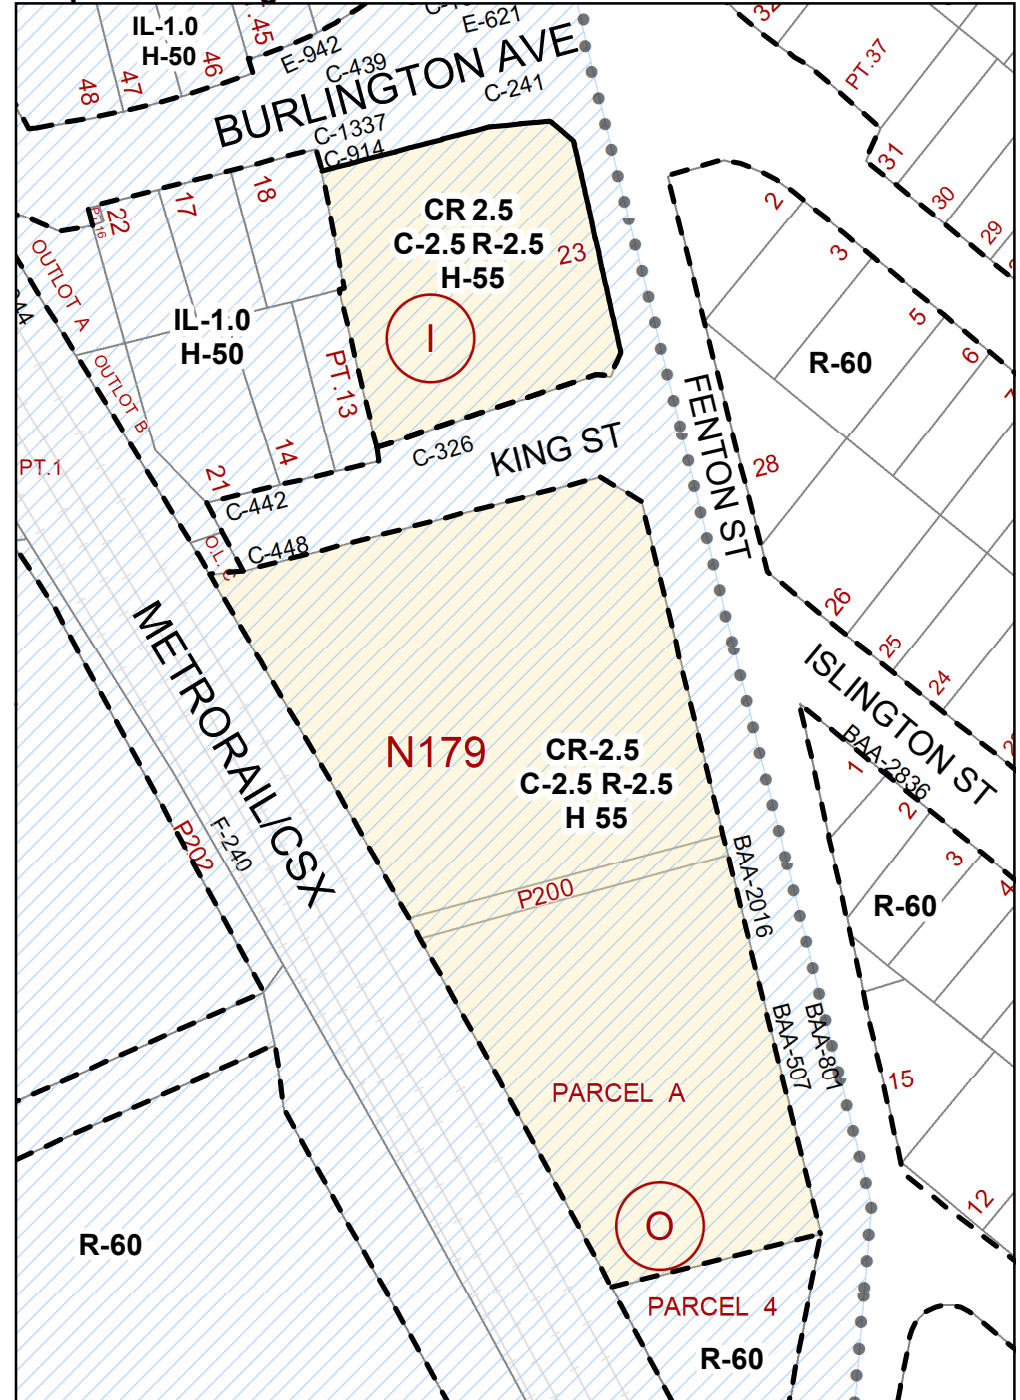 IL-1.0
H-50
.45
46
47
48
E-942
C-439
E-621
C-241
BURLINGTON AVE
C-1337
C-914
32
PT.37
31
30
29
22
17
18
CR 2.5
C-2.5 R-2.5
H-55
23
I
OUTLOT A
OUTLOT B
IL-1.0
H-50
PT.13
14
21
PT.1
C-326
KING ST
C-442
C-448
O.L. C
FENTON ST
2
3
5
6
7
R-60
28
26
25
24
ISLINGTON ST
BAA-2836
METRORAIL/CSX
P202
F-240
N179
CR-2.5
C-2.5 R-2.5
H 55
P200
BAA-2016
BAA-507
BAA-801
1
2
3
4
R-60
15
12
PARCEL A
O
PARCEL 4
R-60
R-60